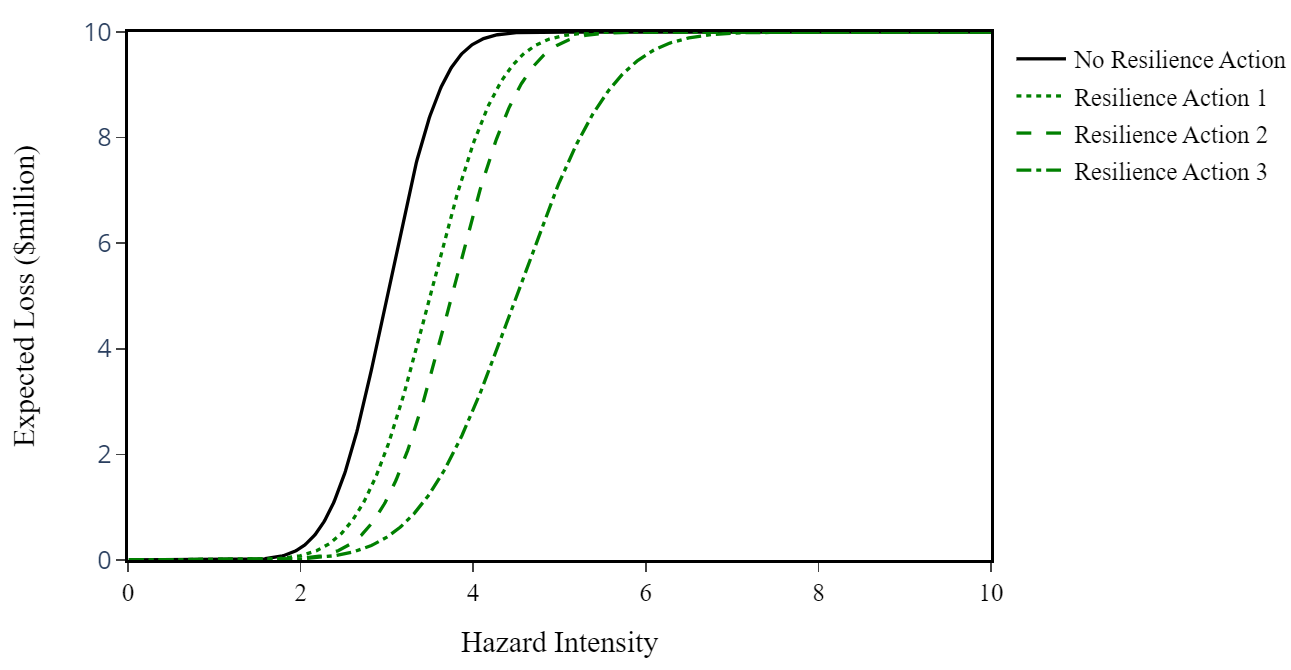 10
8
6
4
2
0
Expected Loss ($million)
0 2 4 6 8 10
Hazard Intensity
No Resilience Action
Resilience Action 1
Resilience Action 2
Resilience Action 3